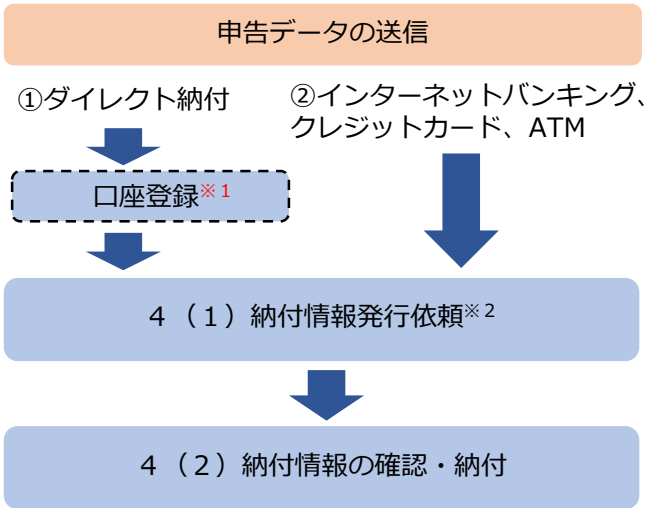 申告データの送信
①ダイレクト納付
②インターネットバンキング、
クレジットカード、ATM
口座登録※1
４（１）納付情報発行依頼※2
４（２）納付情報の確認・納付